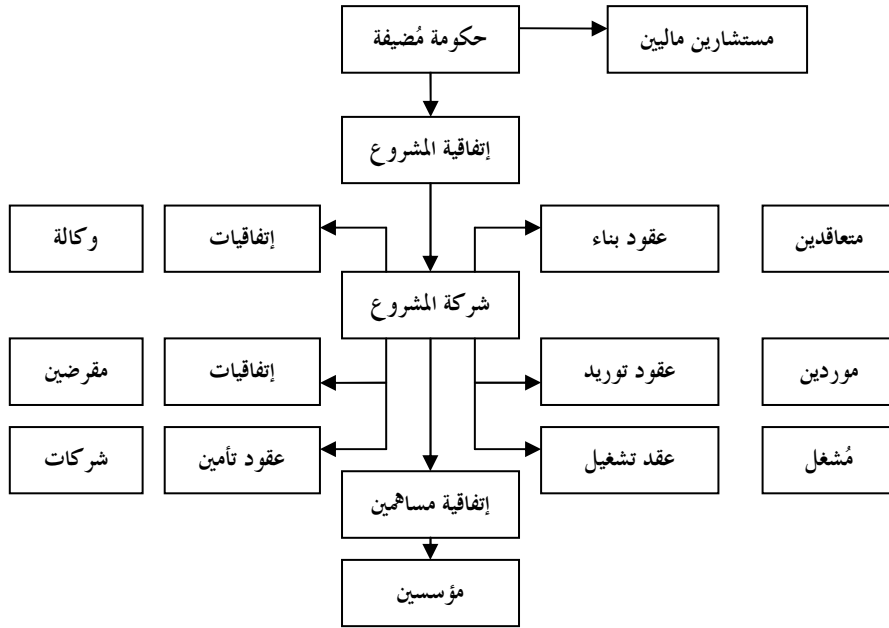 حكومة مُضيفة
مستشارين ماليين
إتفاقية المشروع
متعاقدين
عقود بناء
إتفاقيات
وكالة
شركة المشروع
موردين
عقود توريد
إتفاقيات
مقرضين
مُشغل
عقد تشغيل
عقود تأمين
شركات
إتفاقية مساهمين
مؤسسين